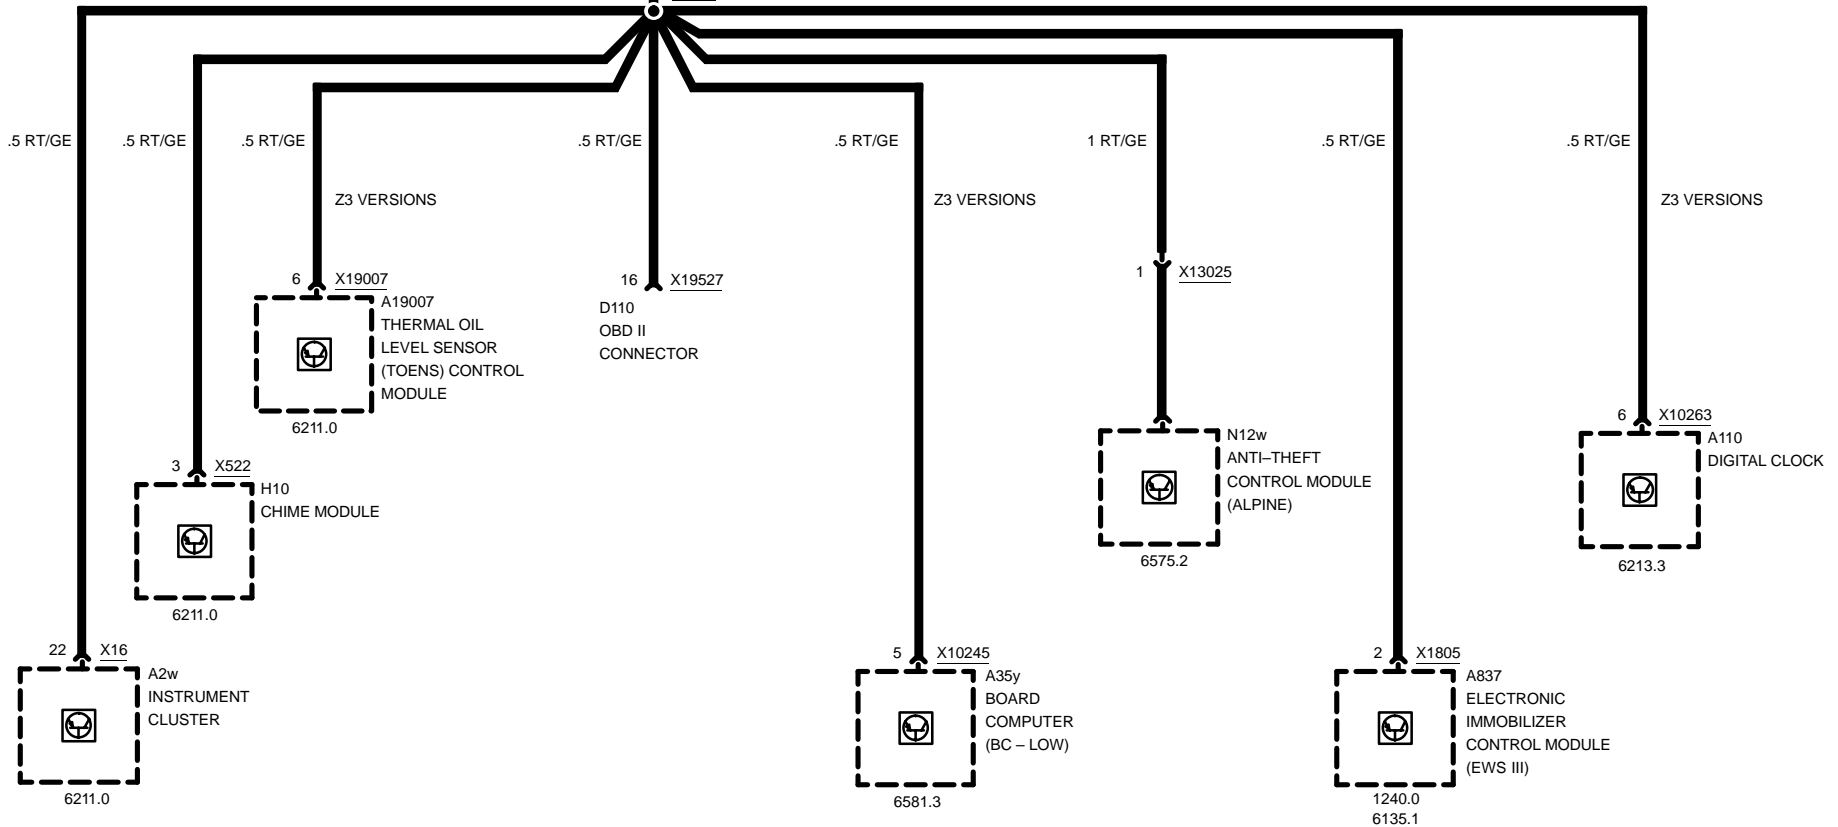 .5 RT/GE
.5 RT/GE
.5 RT/GE
.5 RT/GE
.5 RT/GE
1 RT/GE
.5 RT/GE
.5 RT/GE
Z3 VERSIONS
Z3 VERSIONS
Z3 VERSIONS
6 X19007
A19007
THERMAL OIL
LEVEL SENSOR
(TOENS) CONTROL
MODULE
6211.0
16 X19527
D110
OBD II
CONNECTOR
1 X13025
N12w
ANTI–THEFT
CONTROL MODULE
(ALPINE)
6575.2
6 X10263
A110
DIGITAL CLOCK
6213.3
3 X522
H10
CHIME MODULE
6211.0
22 X16
A2w
INSTRUMENT
CLUSTER
6211.0
5 X10245
A35y
BOARD
COMPUTER
(BC – LOW)
6581.3
2 X1805
A837
ELECTRONIC
IMMOBILIZER
CONTROL MODULE
(EWS III)
1240.0
6135.1